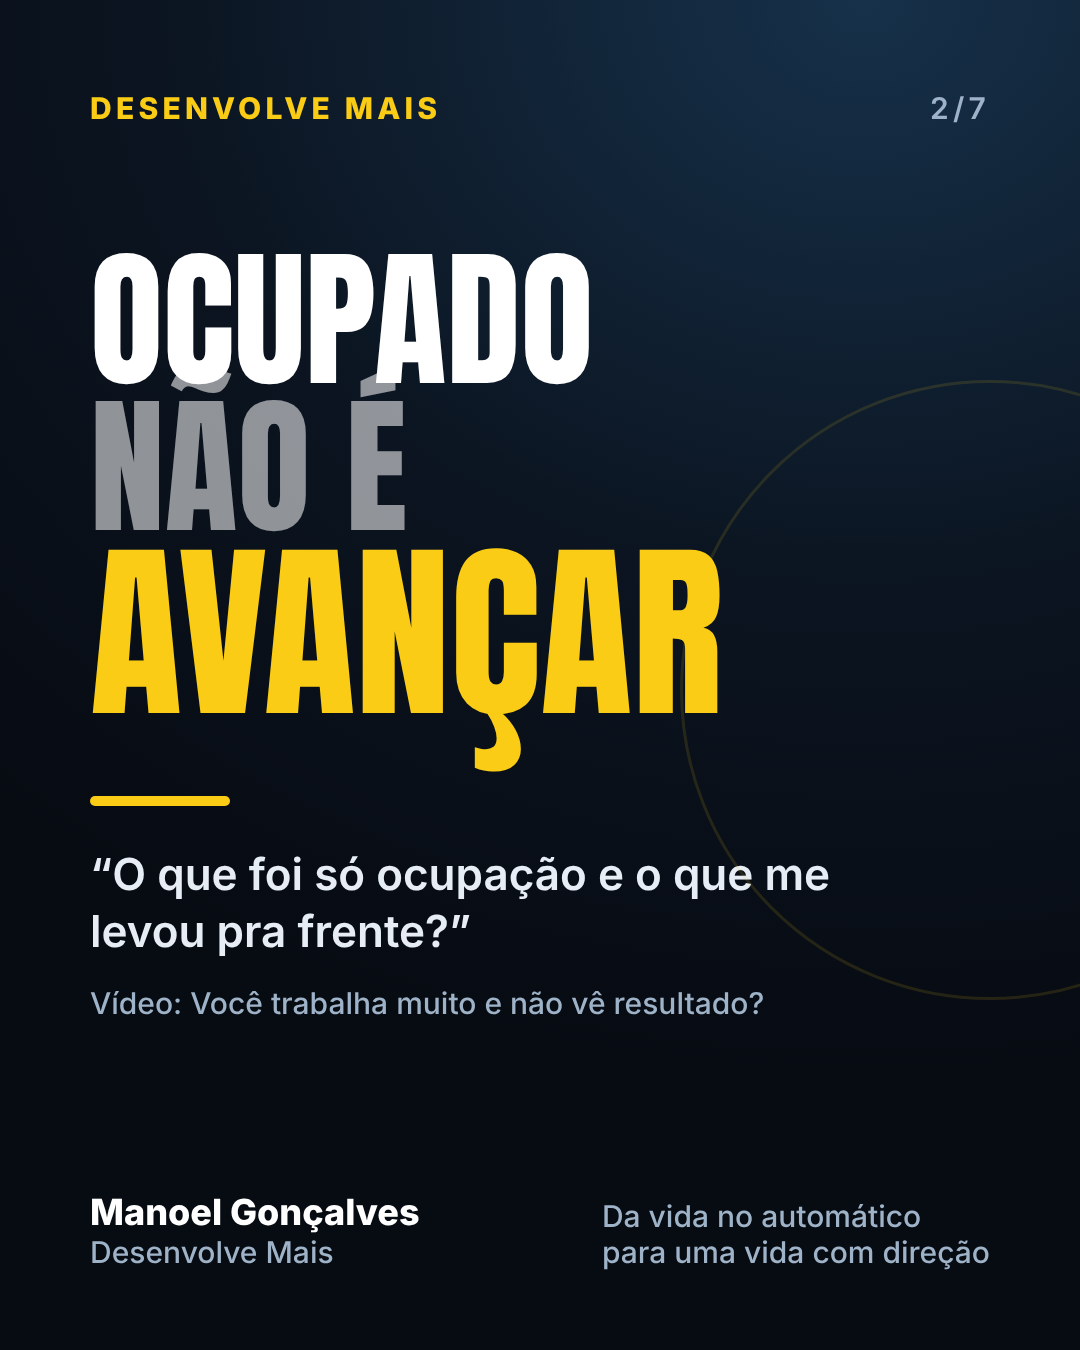 DESENVOLVE MAIS
2/7
OCUPADO
NÃO É
AVANÇAR
“O que foi só ocupação e o que me
levou pra frente?”
Vídeo: Você trabalha muito e não vê resultado?
Manoel Gonçalves
Desenvolve Mais
Da vida no automático
para uma vida com direção